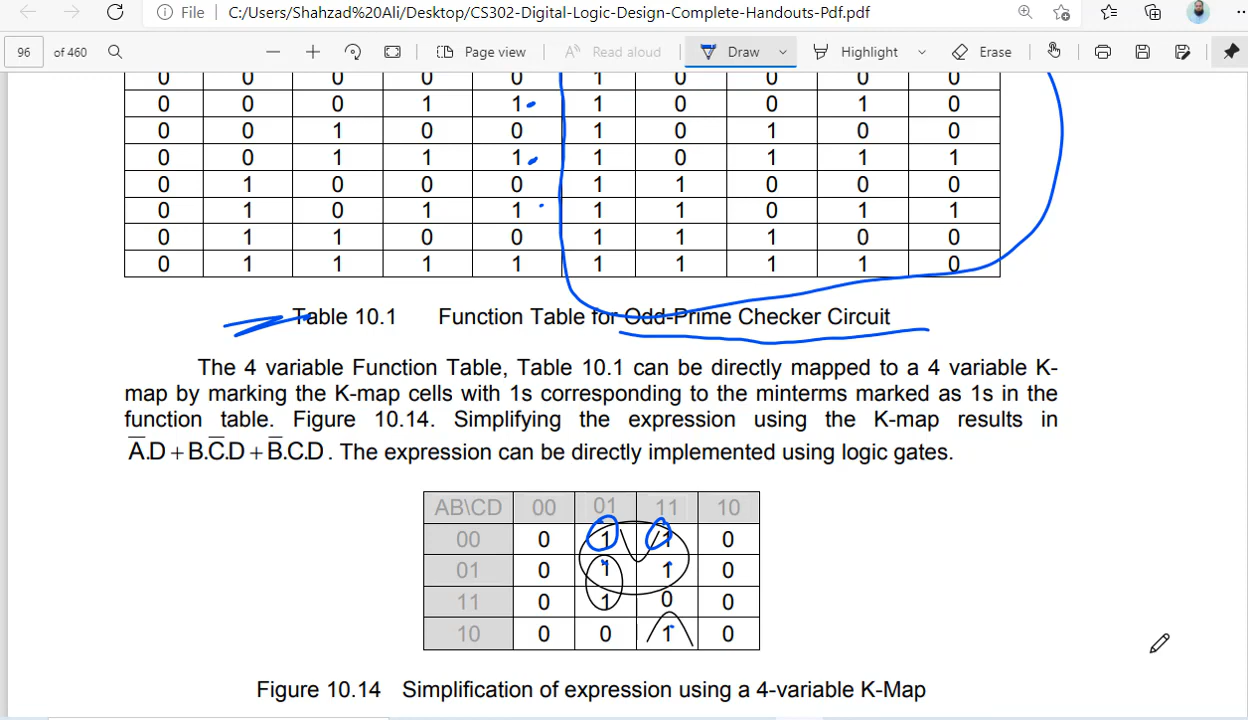 File C:/Users/Shahzad%20Ali/Desktop/CS302-Digital-Logic-Design-Complete-Handouts-Pdf.pdf
96 of 460 Page view Read aloud Draw Highlight Erase
0 0 0 0 0 1 0 0 0 0
0 0 0 1 1 1 0 0 1 0
0 0 1 0 0 1 0 1 0 0
0 0 1 1 1 1 0 1 1 1
0 1 0 0 0 1 1 0 0 0
0 1 0 1 1 1 1 0 1 1
0 1 1 0 0 1 1 1 0 0
0 1 1 1 1 1 1 1 1 0
Table 10.1 Function Table for Odd-Prime Checker Circuit
The 4 variable Function Table, Table 10.1 can be directly mapped to a 4 variable K-
map by marking the K-map cells with 1s corresponding to the minterms marked as 1s in the
function table. Figure 10.14. Simplifying the expression using the K-map results in
A̅.D + B.C̅.D + B̅.C.D . The expression can be directly implemented using logic gates.
AB\CD 00 01 11 10
00 0 1 1 0
01 0 1 1 0
11 0 1 0 0
10 0 0 1 0
Figure 10.14 Simplification of expression using a 4-variable K-Map